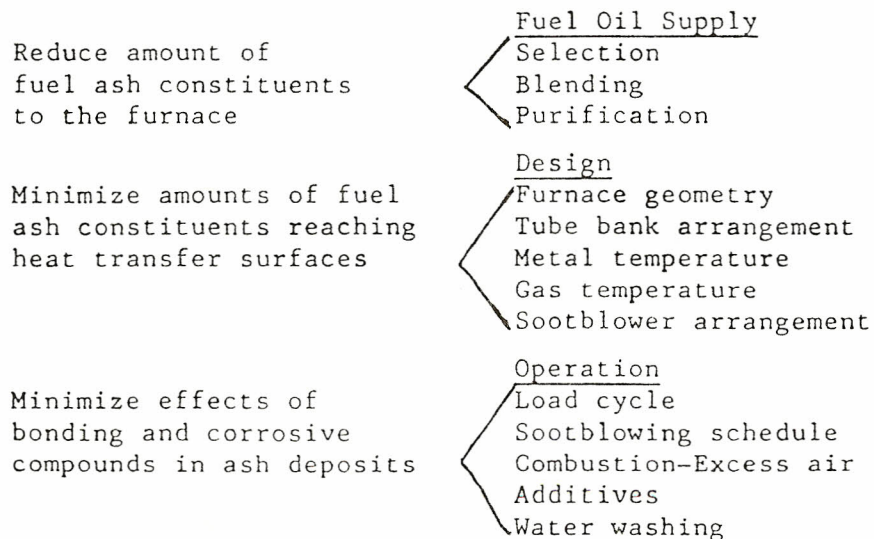 Fuel Oil Supply
Reduce amount of
fuel ash constituents
to the furnace
Selection
Blending
Purification
Design
Minimize amounts of fuel
ash constituents reaching
heat transfer surfaces
Furnace geometry
Tube bank arrangement
Metal temperature
Gas temperature
Sootblower arrangement
Operation
Minimize effects of
bonding and corrosive
compounds in ash deposits
Load cycle
Sootblowing schedule
Combustion-Excess air
Additives
Water washing